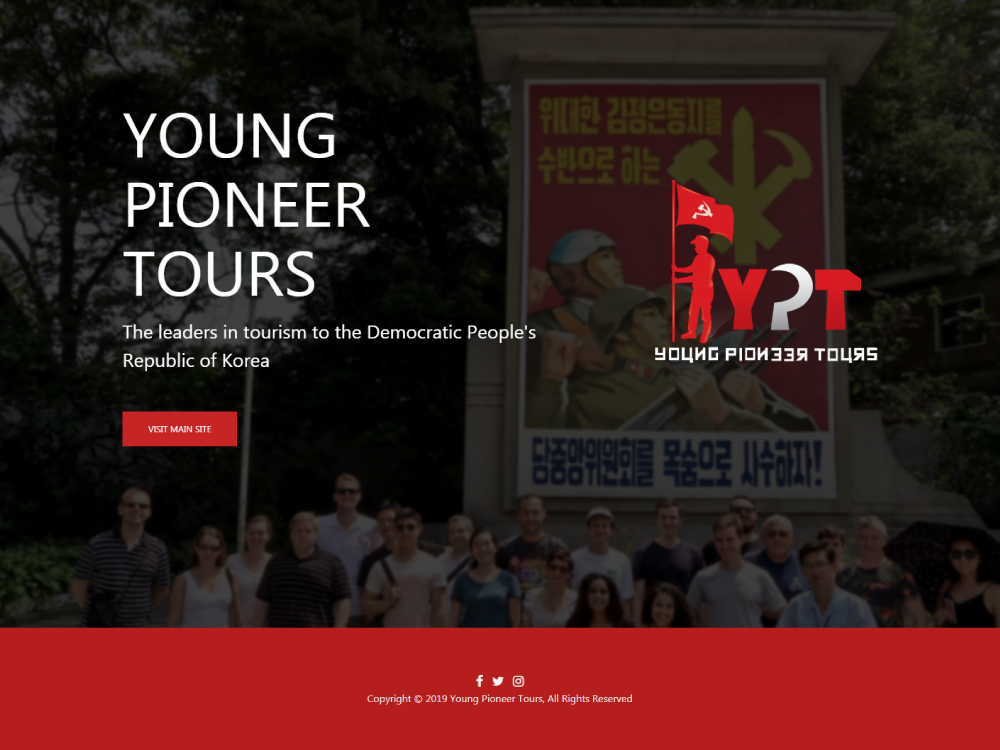 YOUNG
PIONEER
TOURS
The leaders in tourism to the Democratic People's
Republic of Korea
VISIT MAIN SITE
위대한 김정은동지를
수반으로 하는
당중앙위원회를 목숨으로 사수하자!
YPT
YOUNG PIONEER TOURS
Copyright © 2019 Young Pioneer Tours, All Rights Reserved